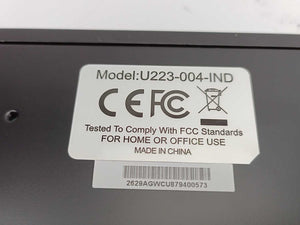 Model:U223-004-IND
CE FC
Tested To Comply With FCC Standards
FOR HOME OR OFFICE USE
MADE IN CHINA
2629AGWCU879400573